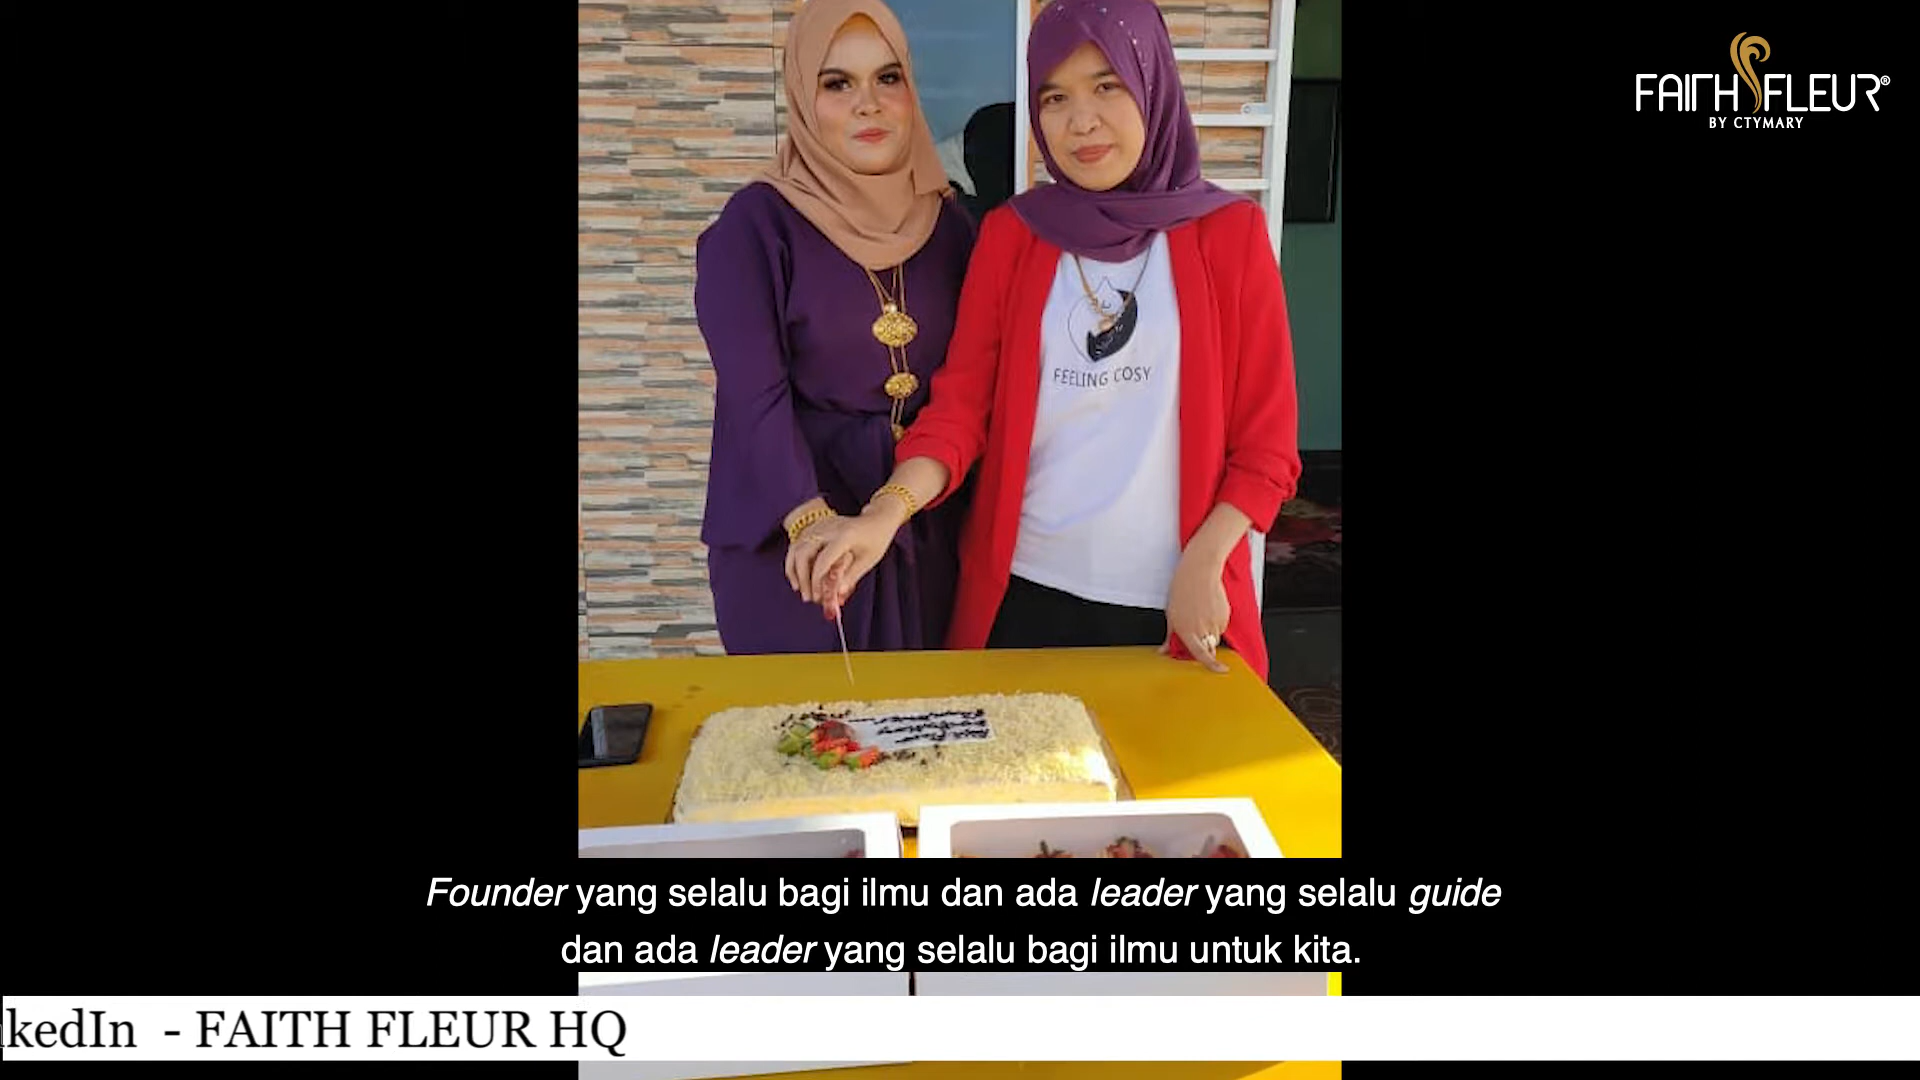 FAITH FLEUR®
BY CTYMARY
FEELING COSY
Founder yang selalu bagi ilmu dan ada leader yang selalu guide
dan ada leader yang selalu bagi ilmu untuk kita.
kedIn - FAITH FLEUR HQ